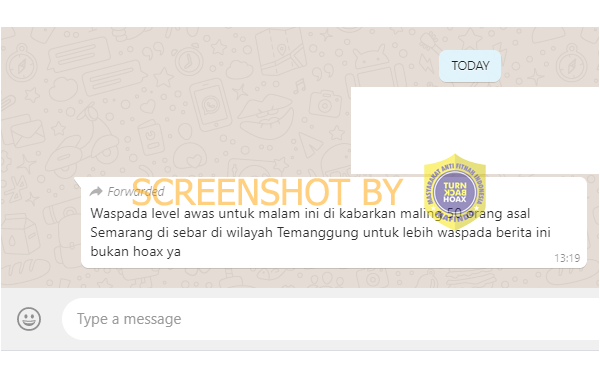 TODAY
Forwarded
SCREENSHOT BY
MASYARAKAT ANTI FITNAH INDONESIA
TURN
BACK
HOAX
Waspada level awas untuk malam ini di kabarkan maling 50 orang asal
Semarang di sebar di wilayah Temanggung untuk lebih waspada berita ini
bukan hoax ya
13:19
Type a message